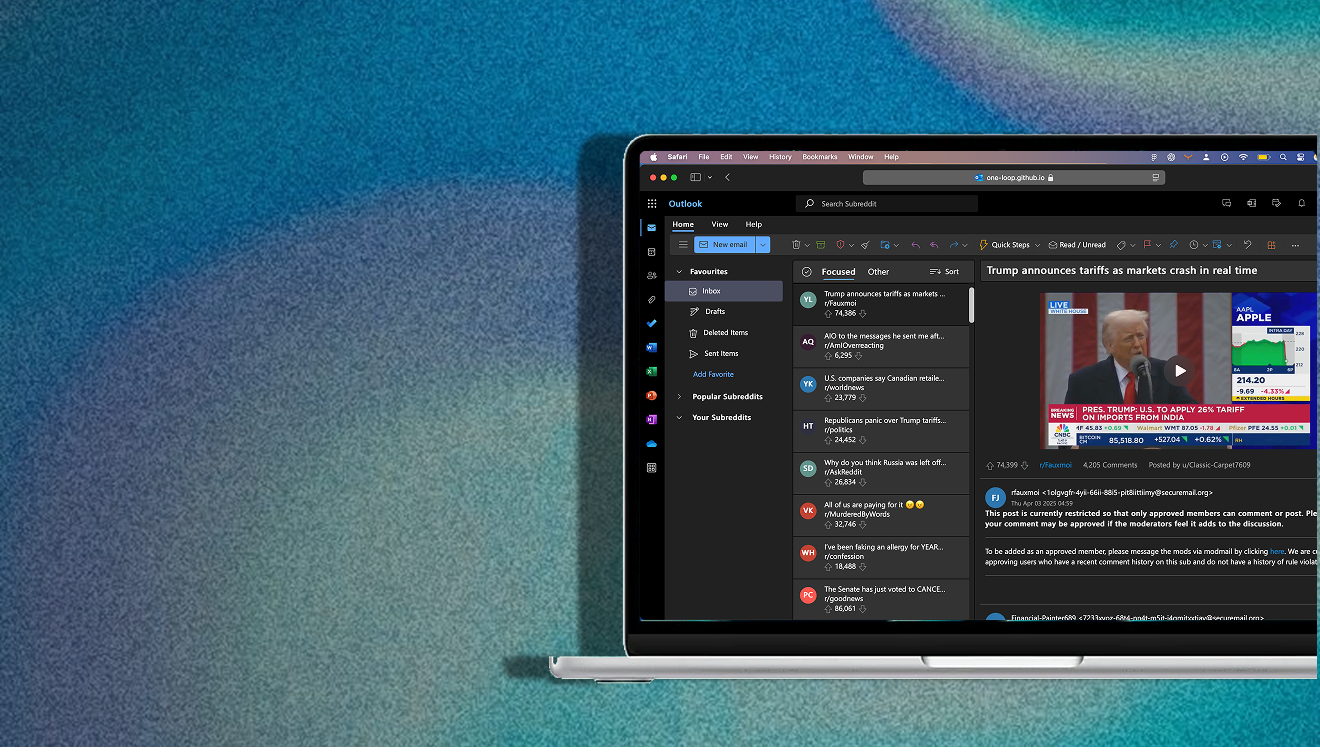 Safari File Edit View History Bookmarks Window Help
one-loop.github.io
Outlook
Search Subreddit
Home View Help
New email
Quick Steps
Read / Unread
Favourites
Inbox
Drafts
Deleted Items
Sent Items
Add Favorite
Popular Subreddits
Your Subreddits
Focused Other
Sort
YL
Trump announces tariffs as markets ...
r/Fauxmoi
74,386
AQ
AIO to the messages he sent me aft...
r/AmIOverreacting
6,295
YK
U.S. companies say Canadian retaile...
r/worldnews
23,779
HT
Republicans panic over Trump tariffs...
r/politics
24,452
SD
Why do you think Russia was left off...
r/AskReddit
26,834
VK
All of us are paying for it 😠😠
r/MurderedByWords
32,746
WH
I've been faking an allergy for YEAR...
r/confession
18,488
PC
The Senate has just voted to CANCE...
r/goodnews
86,061
Trump announces tariffs as markets crash in real time
LIVE
WHITE HOUSE
AAPL
APPLE
INTRA DAY
228
220
212
8A 2P 6P
214.20
-9.69 -4.33%
EXTENDED HOURS
BREAKING
NEWS
PRES. TRUMP: U.S. TO APPLY 26% TARIFF
ON IMPORTS FROM INDIA
4F 45.83 +0.69 Walmart WMT 87.05 -1.78 Pfizer PFE 24.55 +0.01
CNBC
BITCOIN
CM
85,518.80 +527.04 +0.62% RH
74,399 r/Fauxmoi 4,205 Comments Posted by u/Classic-Carpet7609
FJ
rfauxmoi <1olgvgfr-4yii-66ii-88i5-pit8iittiimy@securemail.org>
Thu Apr 03 2025 04:59
This post is currently restricted so that only approved members can comment or post. Ple
your comment may be approved if the moderators feel it adds to the discussion.
To be added as an approved member, please message the mods via modmail by clicking here. We are cu
approving users who have a recent comment history on this sub and do not have a history of rule violat